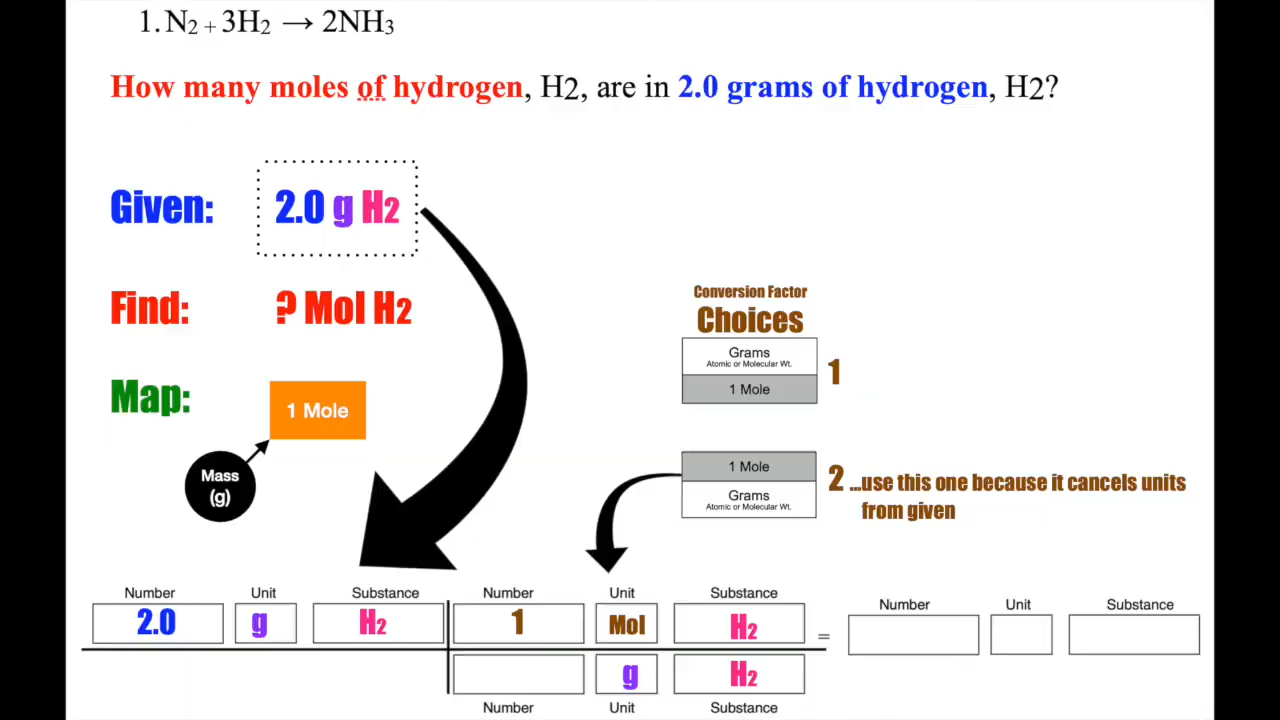 1. N2 + 3H2 → 2NH3
How many moles of hydrogen, H2, are in 2.0 grams of hydrogen, H2?
Given: 2.0 g H2
Find: ? Mol H2
Map: 1 Mole
Mass
(g)
Conversion Factor
Choices
Grams
Atomic or Molecular Wt.
1 Mole
1
1 Mole
Grams
Atomic or Molecular Wt.
2 ...use this one because it cancels units
from given
Number Unit Substance Number Unit Substance Number Unit Substance
2.0 g H2 1 Mol H2 =
g H2
Number Unit Substance